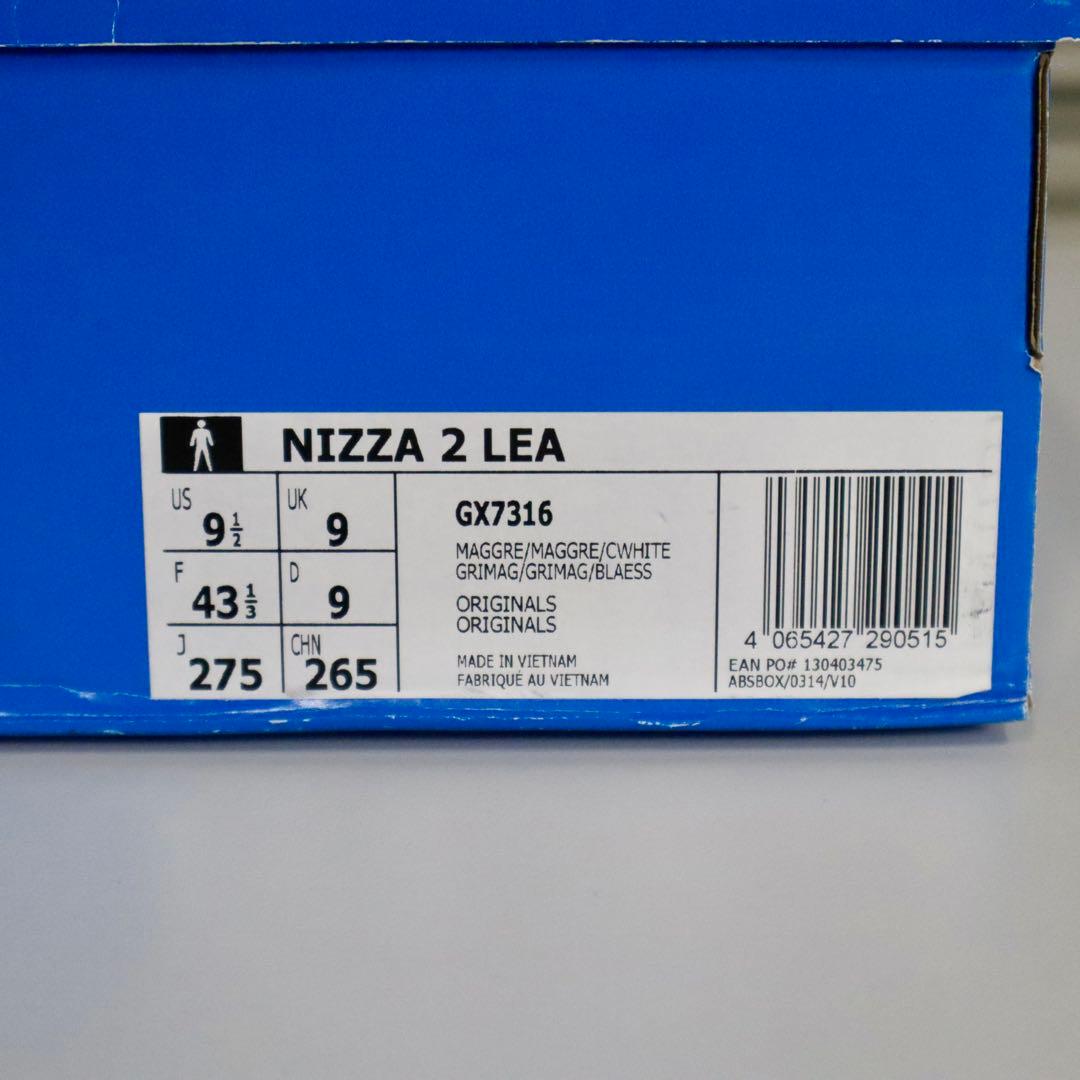 NIZZA 2 LEA
US 9 1/2
UK 9
F 43 1/3
D 9
J 275
CHN 265
GX7316
MAGGRE/MAGGRE/CWHITE
GRIMAG/GRIMAG/BLAESS
ORIGINALS
ORIGINALS
MADE IN VIETNAM
FABRIQUÉ AU VIETNAM
4 065427 290515
EAN PO# 130403475
ABSBOX/0314/V10